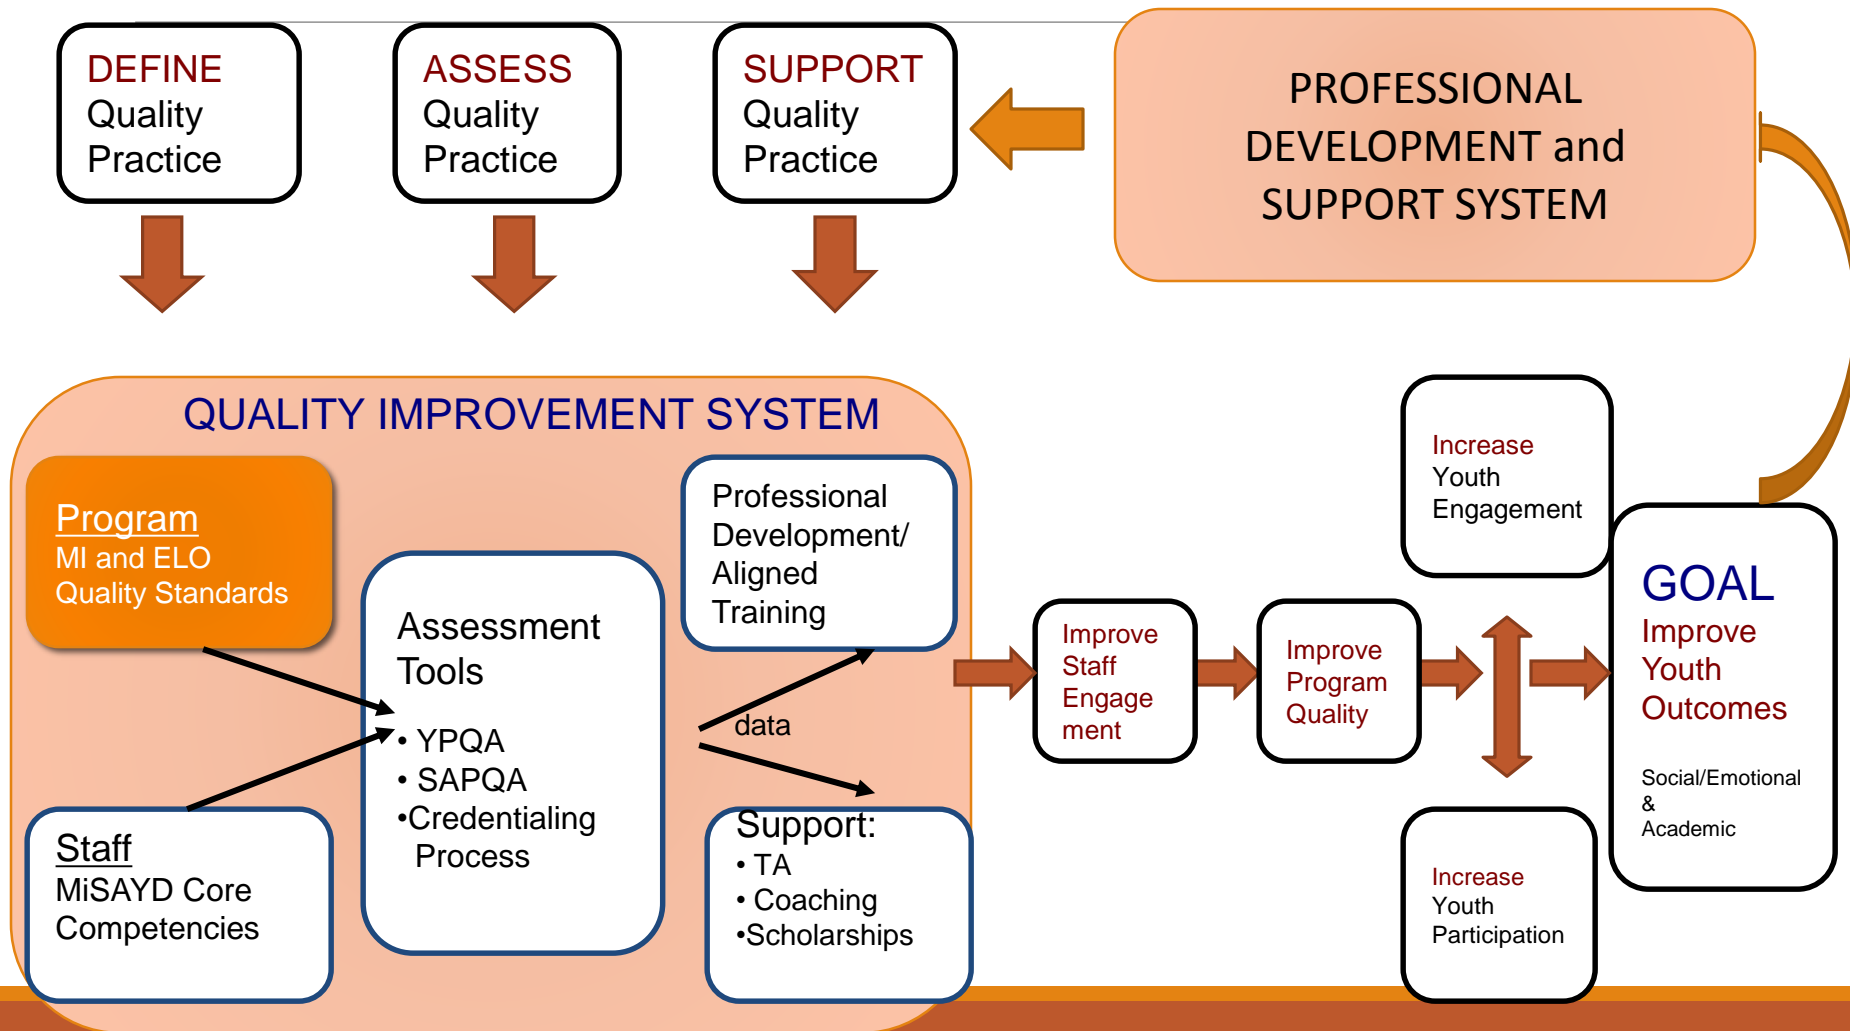 DEFINE
Quality
Practice
ASSESS
Quality
Practice
SUPPORT
Quality
Practice
PROFESSIONAL
DEVELOPMENT and
SUPPORT SYSTEM
QUALITY IMPROVEMENT SYSTEM
Program
MI and ELO
Quality Standards
Staff
MiSAYD Core
Competencies
Assessment
Tools
• YPQA
• SAPQA
•Credentialing
Process
data
Professional
Development/
Aligned
Training
Support:
• TA
• Coaching
•Scholarships
Improve
Staff
Engage
ment
Improve
Program
Quality
Increase
Youth
Engagement
Increase
Youth
Participation
GOAL
Improve
Youth
Outcomes
Social/Emotional
&
Academic